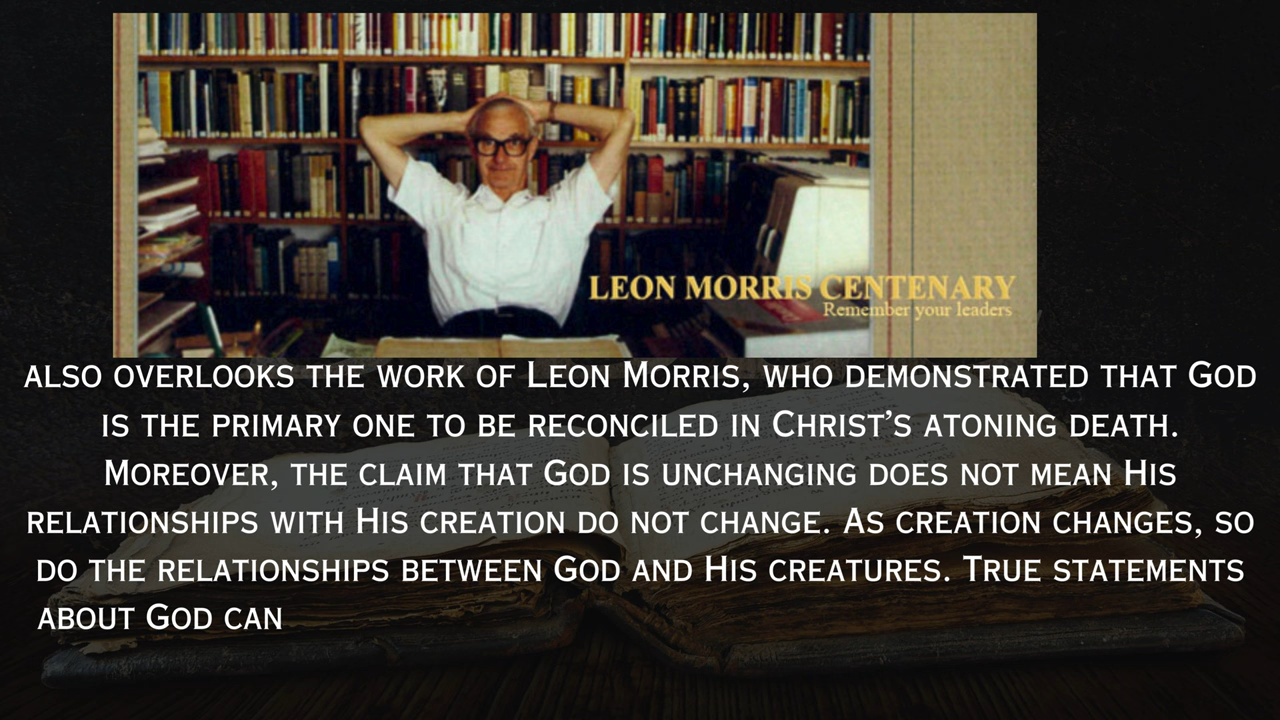 LEON MORRIS CENTENARY
Remember your leaders
also overlooks the work of Leon Morris, who demonstrated that God
is the primary one to be reconciled in Christ’s atoning death.
Moreover, the claim that God is unchanging does not mean His
relationships with His creation do not change. As creation changes, so
do the relationships between God and His creatures. True statements
about God can